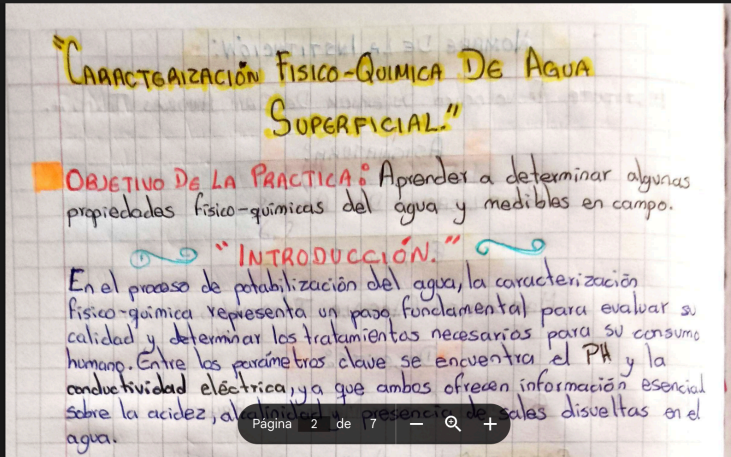 "CARACTERIZACIÓN FISICO-QUIMICA DE AGUA
SUPERFICIAL."
OBJETIVO DE LA PRACTICA: Aprender a determinar algunas
propiedades físico-químicas del agua y medibles en campo.
"INTRODUCCIÓN."
En el proceso de potabilización del agua, la caracterización
físico-química representa un paso fundamental para evaluar su
calidad y determinar los tratamientos necesarios para su consumo
humano. Entre los parámetros clave se encuentra el PH y la
conductividad eléctrica, ya que ambos ofrecen información esencial
sobre la acidez, alcalinidad y presencia de sales disueltas en el
agua.
Página 2 de 7